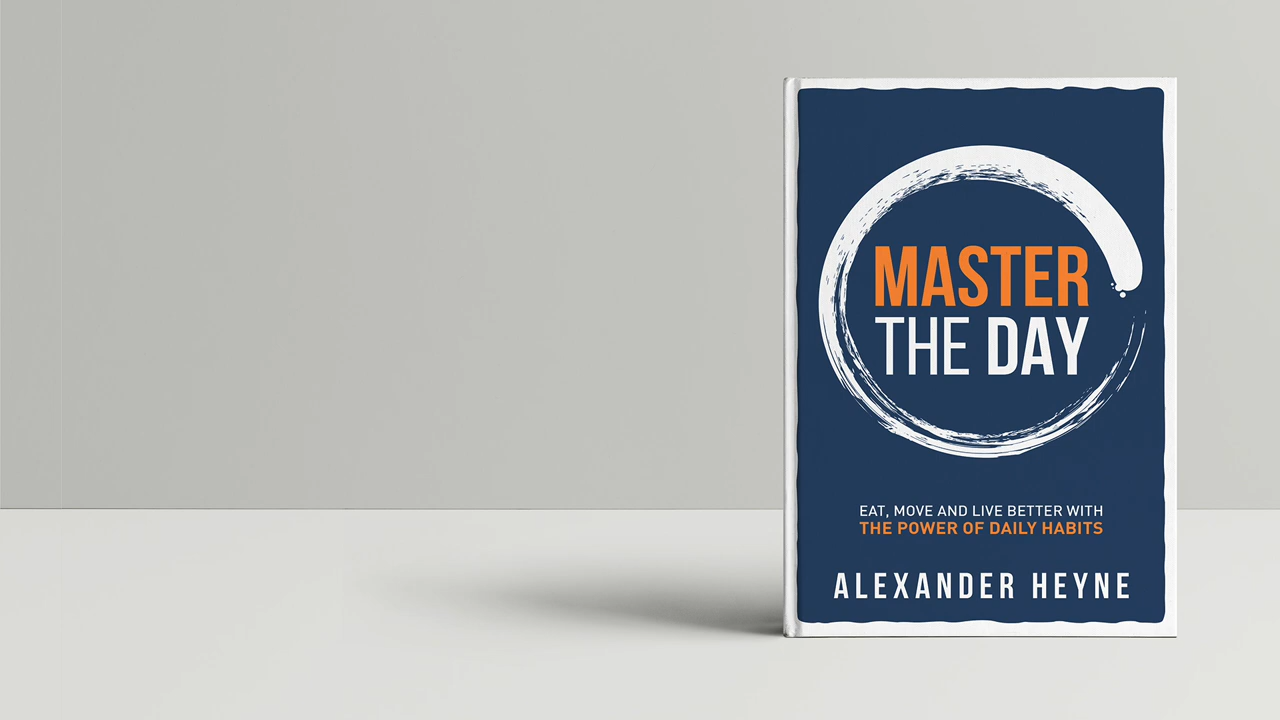 MASTER
THE DAY
EAT, MOVE AND LIVE BETTER WITH
THE POWER OF DAILY HABITS
ALEXANDER HEYNE